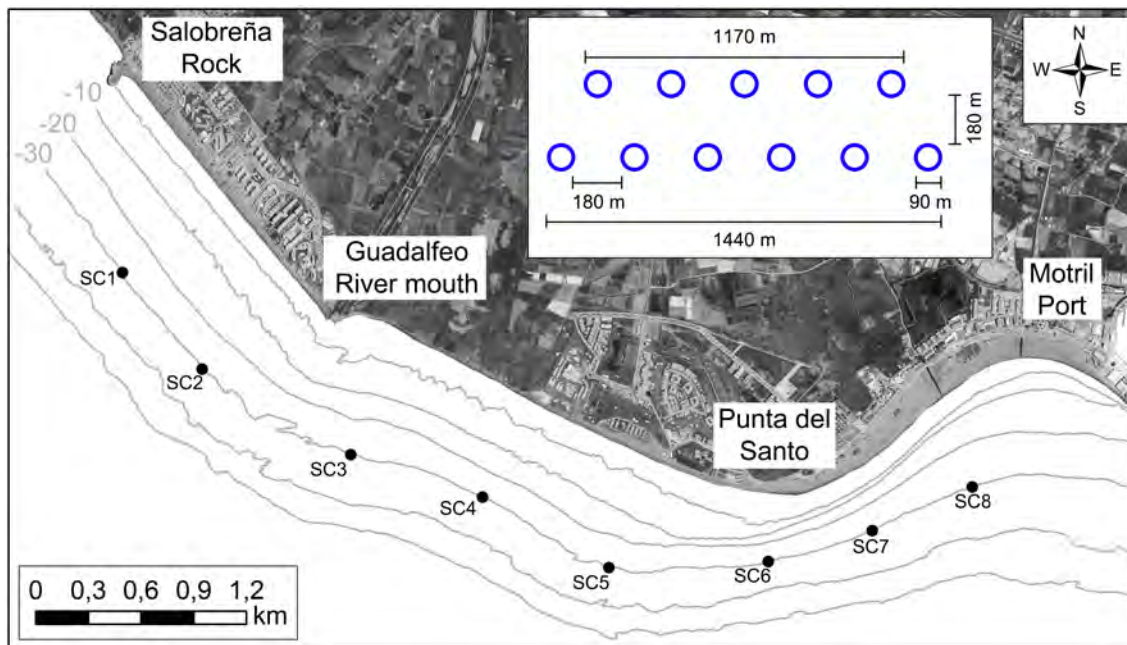 Salobreña
Rock
1170 m
N
W
E
S
-10
-20
-30
180 m
180 m
90 m
1440 m
Guadalfeo
River mouth
Motril
Port
SC1
SC2
Punta del
Santo
SC3
SC4
SC8
SC7
SC5
SC6
0
0,3
0,6
0,9
1,2
km